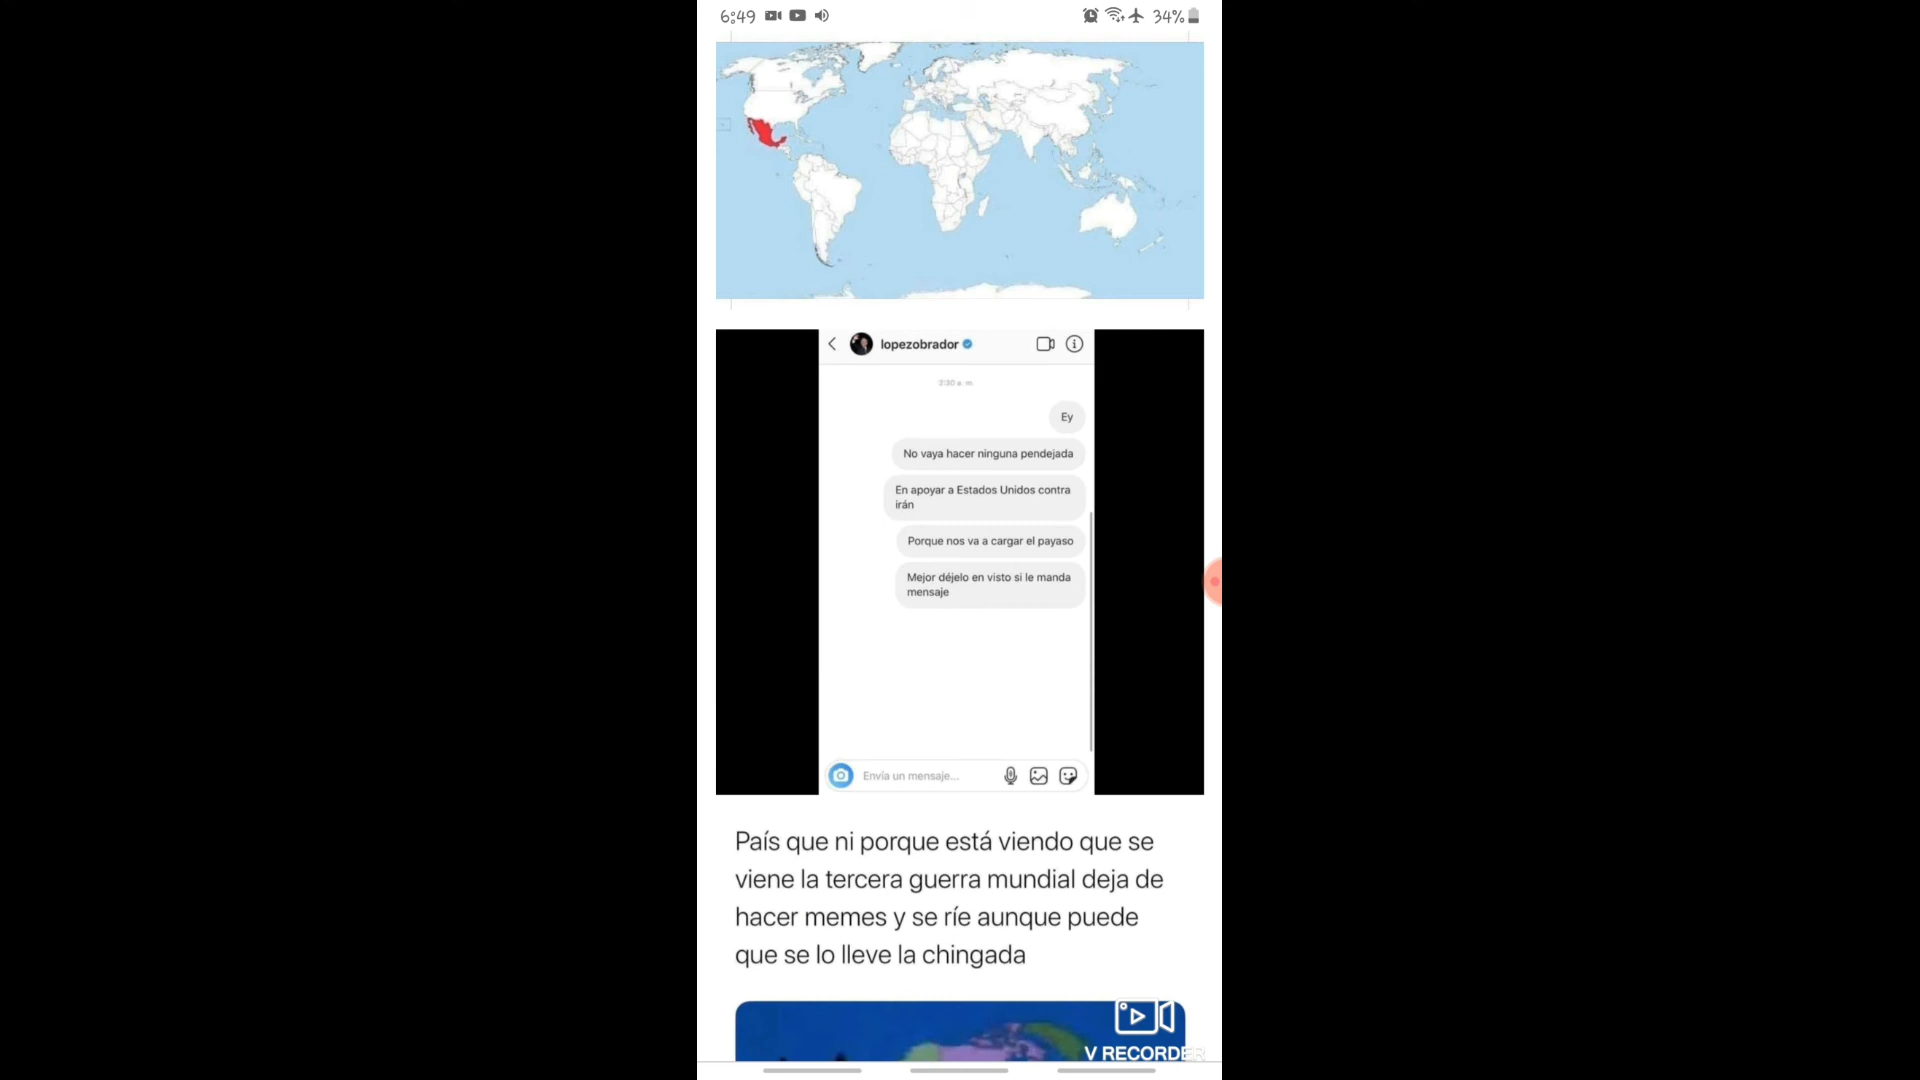 6:49
34%
lopezobrador
2:30 a. m.
Ey
No vaya hacer ninguna pendejada
En apoyar a Estados Unidos contra
irán
Porque nos va a cargar el payaso
Mejor déjelo en visto si le manda
mensaje
Envía un mensaje...
País que ni porque está viendo que se
viene la tercera guerra mundial deja de
hacer memes y se ríe aunque puede
que se lo lleve la chingada
V RECORDER